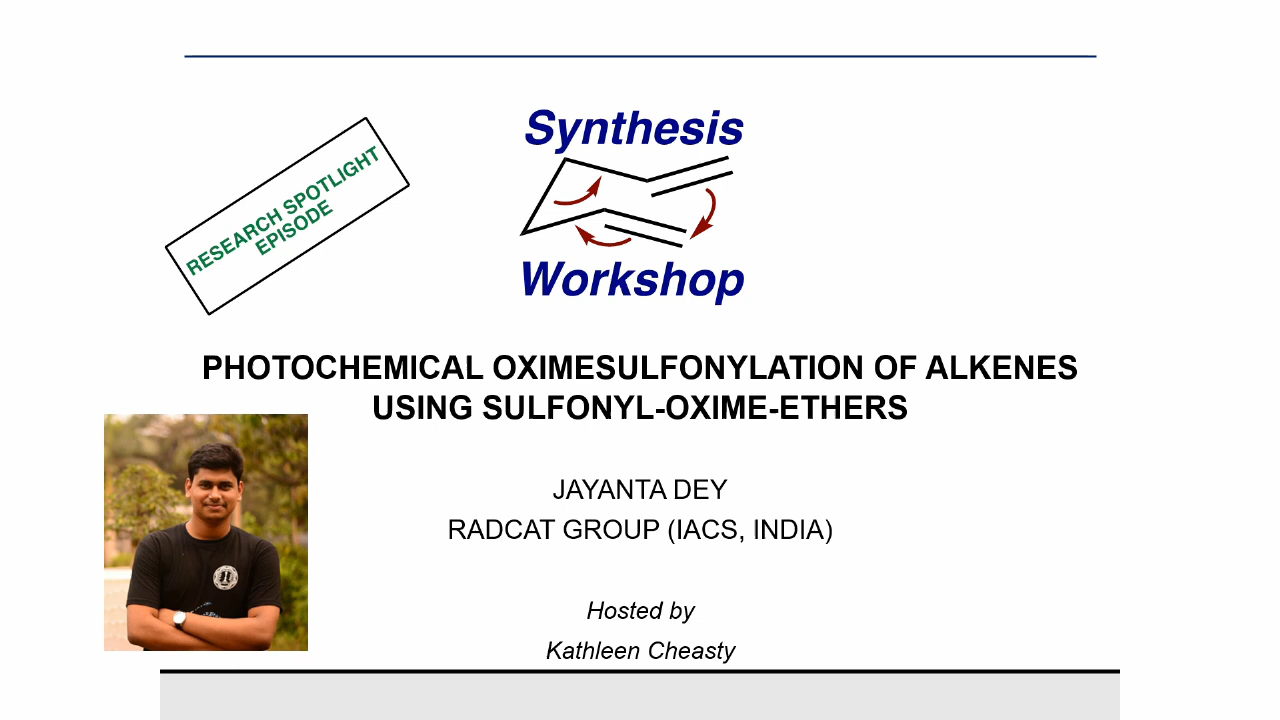 Synthesis
RESEARCH SPOTLIGHT
EPISODE
Workshop
PHOTOCHEMICAL OXIMESULFONYLATION OF ALKENES
USING SULFONYL-OXIME-ETHERS
JAYANTA DEY
RADCAT GROUP (IACS, INDIA)
Hosted by
Kathleen Cheasty